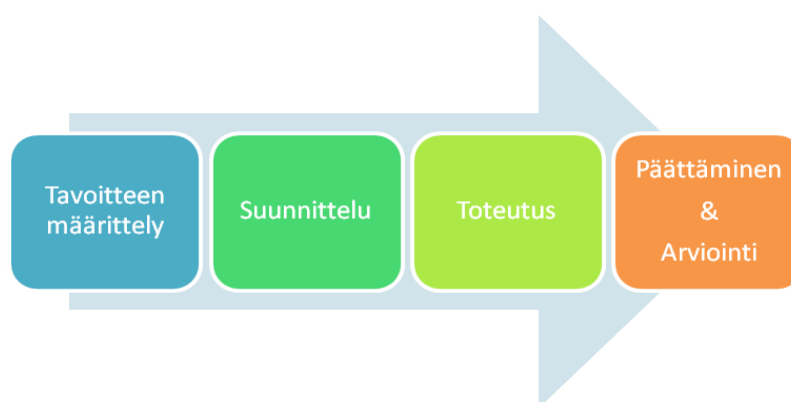 Tavoitteen
määrittely
Suunnittelu
Toteutus
Päättäminen
&
Arviointi